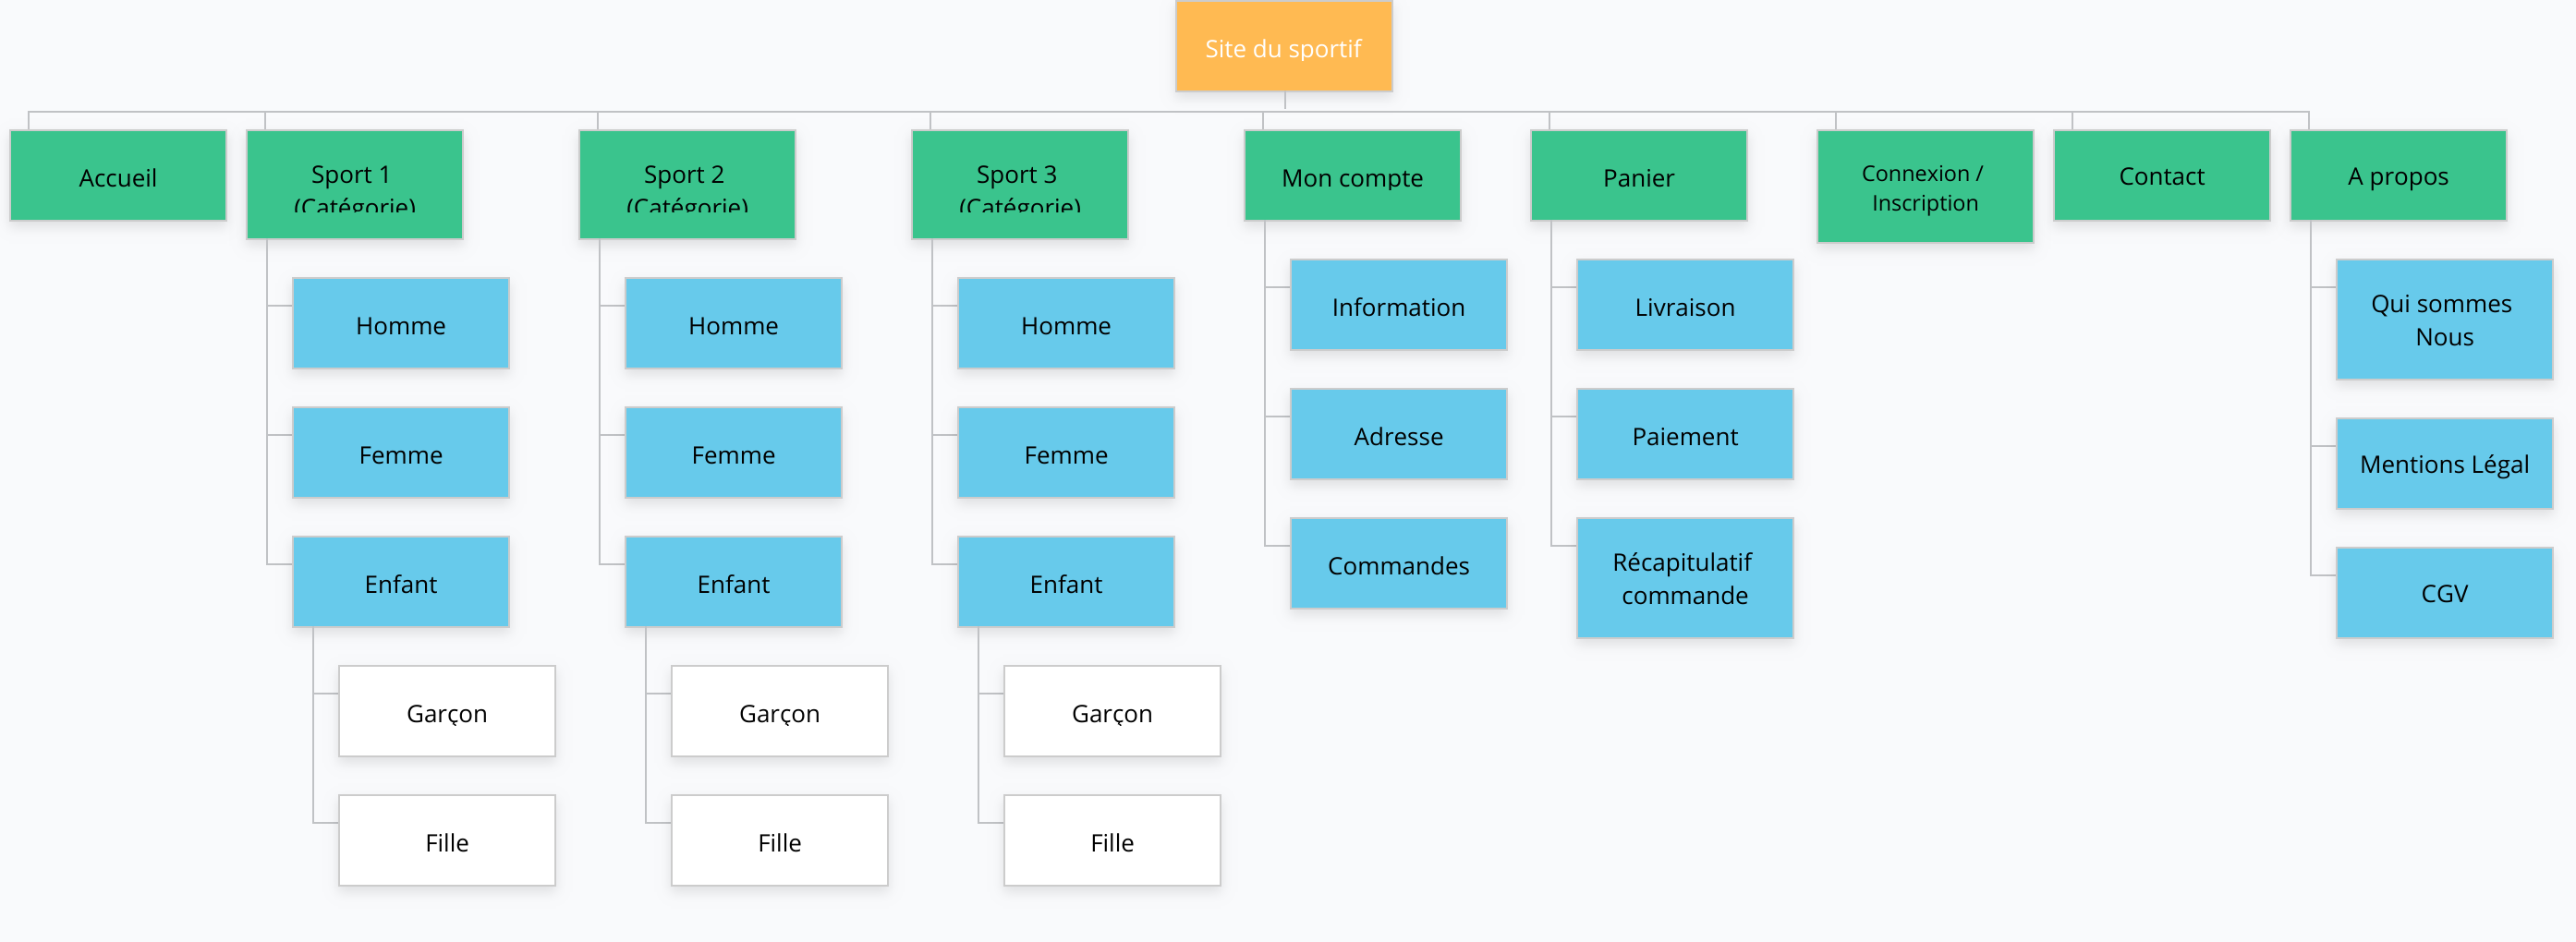 Site du sportif
Accueil
Sport 1
(Catégorie)
Sport 2
(Catégorie)
Sport 3
(Catégorie)
Mon compte
Panier
Connexion /
Inscription
Contact
A propos
Homme
Femme
Enfant
Garçon
Fille
Homme
Femme
Enfant
Garçon
Fille
Homme
Femme
Enfant
Garçon
Fille
Information
Adresse
Commandes
Livraison
Paiement
Récapitulatif
commande
Qui sommes
Nous
Mentions Légal
CGV